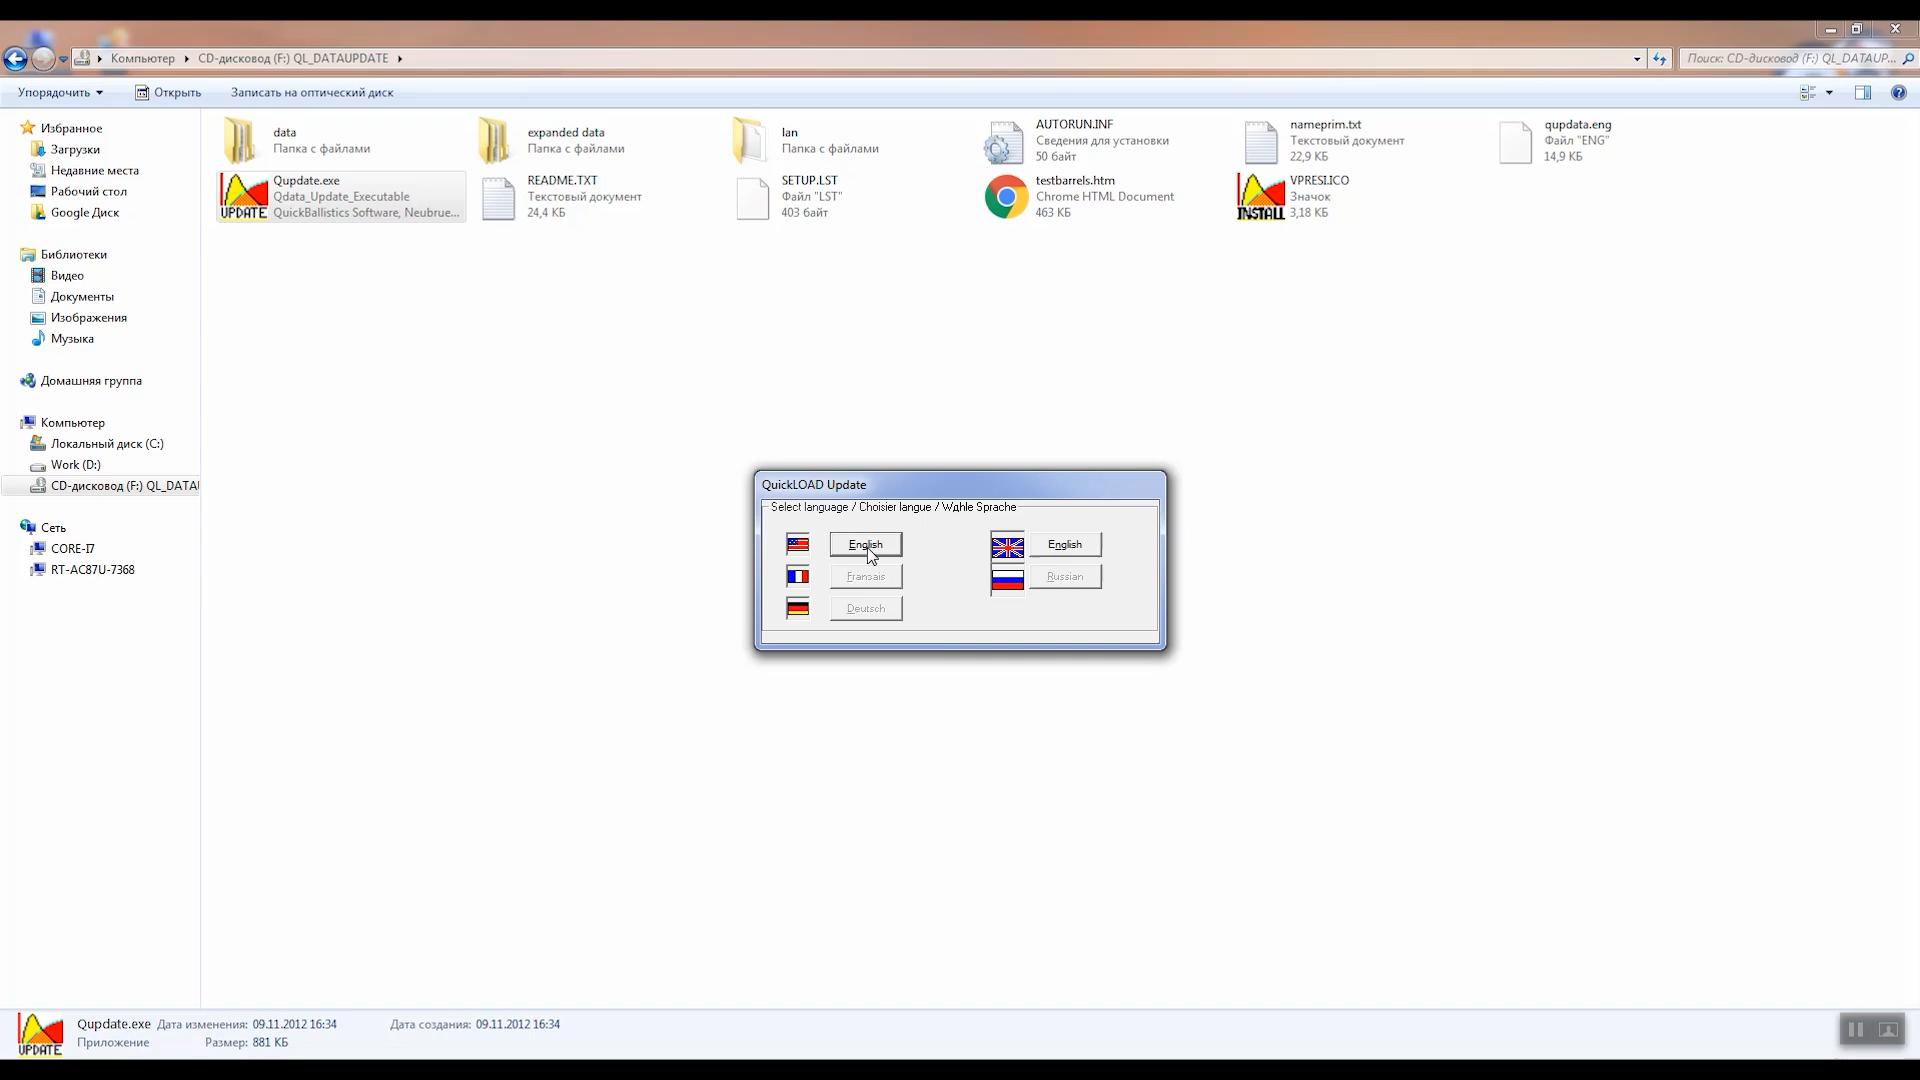 Компьютер
CD-дисковод (F:) QL_DATAUPDATE
Поиск: CD-дисковод (F:) QL_DATAUP...
Упорядочить
Открыть
Записать на оптический диск
Избранное
Загрузки
Недавние места
Рабочий стол
Google Диск
Библиотеки
Видео
Документы
Изображения
Музыка
Домашняя группа
Компьютер
Локальный диск (C:)
Work (D:)
CD-дисковод (F:) QL_DATAU
Сеть
CORE-I7
RT-AC87U-7368
data
Папка с файлами
expanded data
Папка с файлами
lan
Папка с файлами
AUTORUN.INF
Сведения для установки
50 байт
nameprim.txt
Текстовый документ
22,9 КБ
qupdata.eng
Файл "ENG"
14,9 КБ
UPDATE
Qupdate.exe
Qdata_Update_Executable
QuickBallistics Software, Neubrue...
README.TXT
Текстовый документ
24,4 КБ
SETUP.LST
Файл "LST"
403 байт
testbarrels.htm
Chrome HTML Document
463 КБ
INSTALL
VPRESI.ICO
Значок
3,18 КБ
QuickLOAD Update
Select language / Choisier langue / Wдhle Sprache
English
English
Francais
Russian
Deutsch
UPDATE
Qupdate.exe Дата изменения: 09.11.2012 16:34 Дата создания: 09.11.2012 16:34
Приложение Размер: 881 КБ